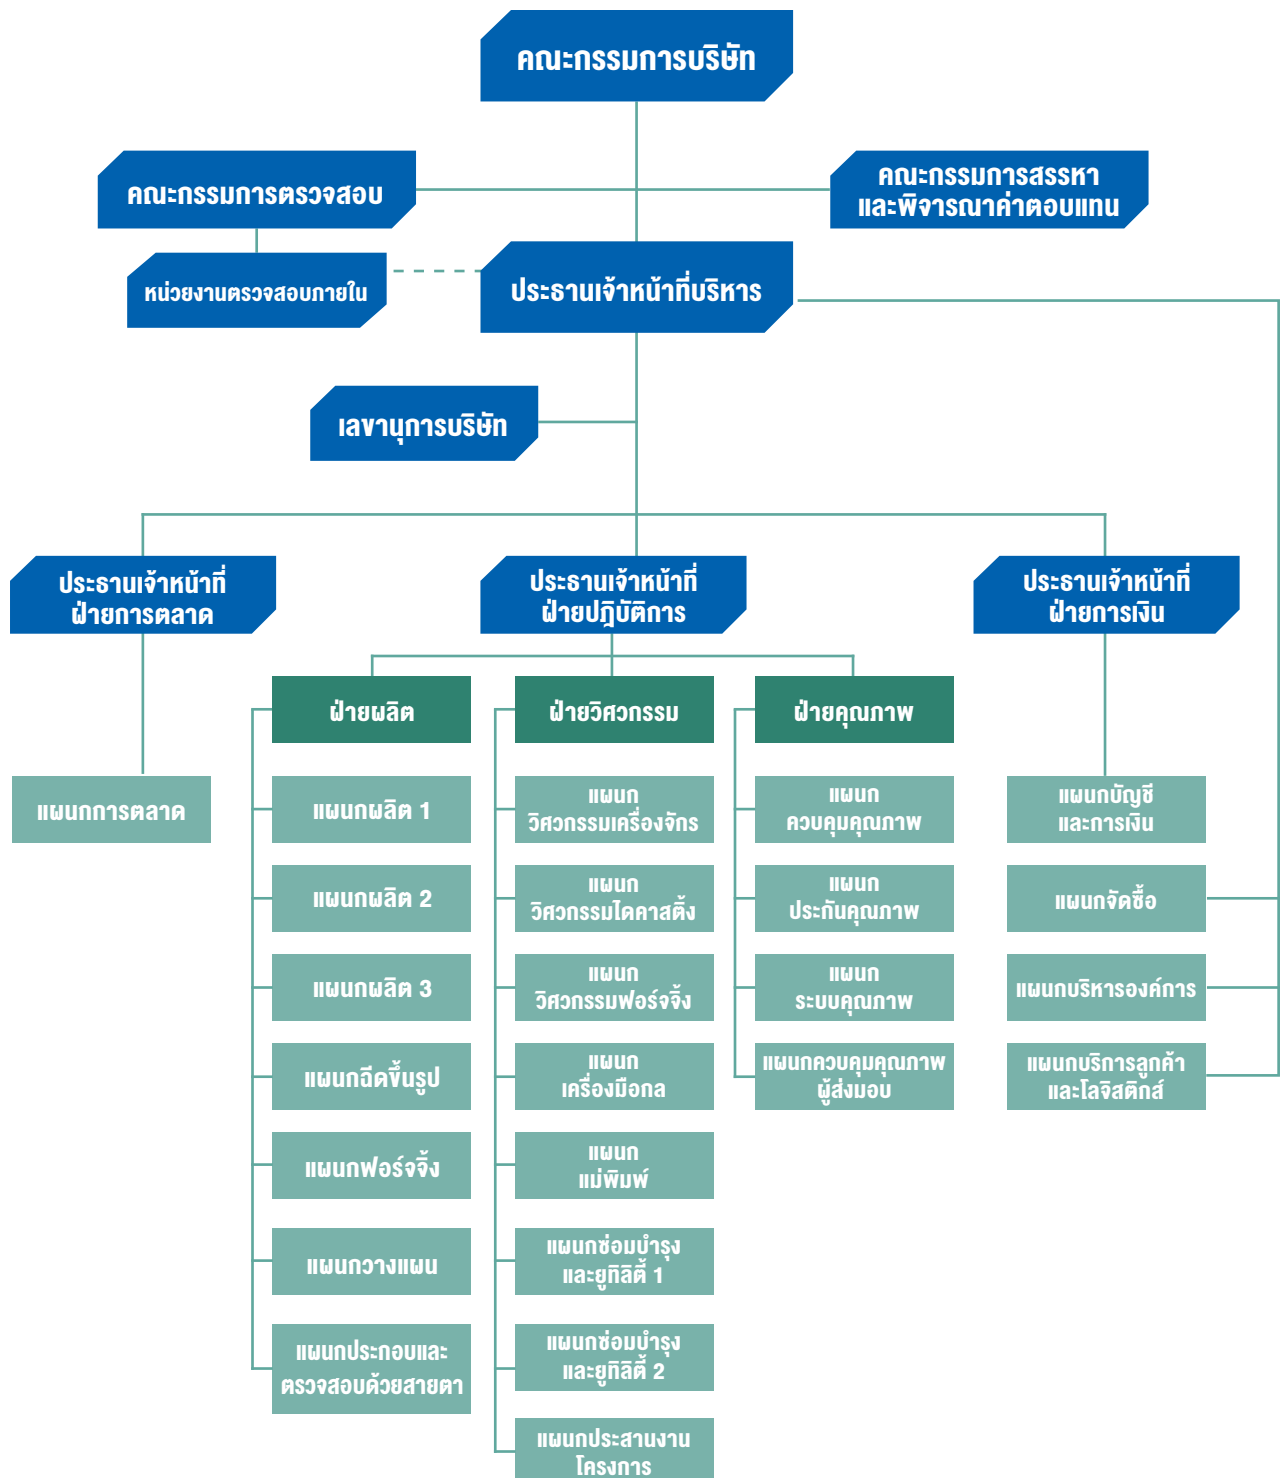 คณะกรรมการบริษัท
คณะกรรมการตรวจสอบ
คณะกรรมการสรรหา
และพิจารณาค่าตอบแทน
หน่วยงานตรวจสอบภายใน
ประธานเจ้าหน้าที่บริหาร
เลขานุการบริษัท
ประธานเจ้าหน้าที่
ฝ่ายการตลาด
ประธานเจ้าหน้าที่
ฝ่ายปฎิบัติการ
ประธานเจ้าหน้าที่
ฝ่ายการเงิน
แผนกการตลาด
ฝ่ายผลิต
แผนกผลิต 1
แผนกผลิต 2
แผนกผลิต 3
แผนกฉีดขึ้นรูป
แผนกฟอร์จจิ้ง
แผนกวางแผน
แผนกประกอบและ
ตรวจสอบด้วยสายตา
ฝ่ายวิศวกรรม
แผนก
วิศวกรรมเครื่องจักร
แผนก
วิศวกรรมไดคาสติ้ง
แผนก
วิศวกรรมฟอร์จจิ้ง
แผนก
เครื่องมือกล
แผนก
แม่พิมพ์
แผนกซ่อมบำรุง
และยูทิลิตี้ 1
แผนกซ่อมบำรุง
และยูทิลิตี้ 2
แผนกประสานงาน
โครงการ
ฝ่ายคุณภาพ
แผนก
ควบคุมคุณภาพ
แผนก
ประกันคุณภาพ
แผนก
ระบบคุณภาพ
แผนกควบคุมคุณภาพ
ผู้ส่งมอบ
แผนกบัญชี
และการเงิน
แผนกจัดซื้อ
แผนกบริหารองค์การ
แผนกบริการลูกค้า
และโลจิสติกส์